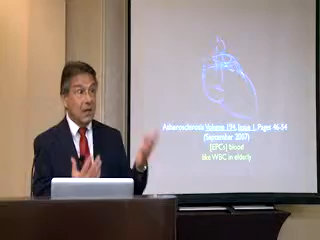 Atherosclerosis Volume 194, Issue 1, Pages 46-54
(September 2007)
[EPCs] blood
like WBC in elderly